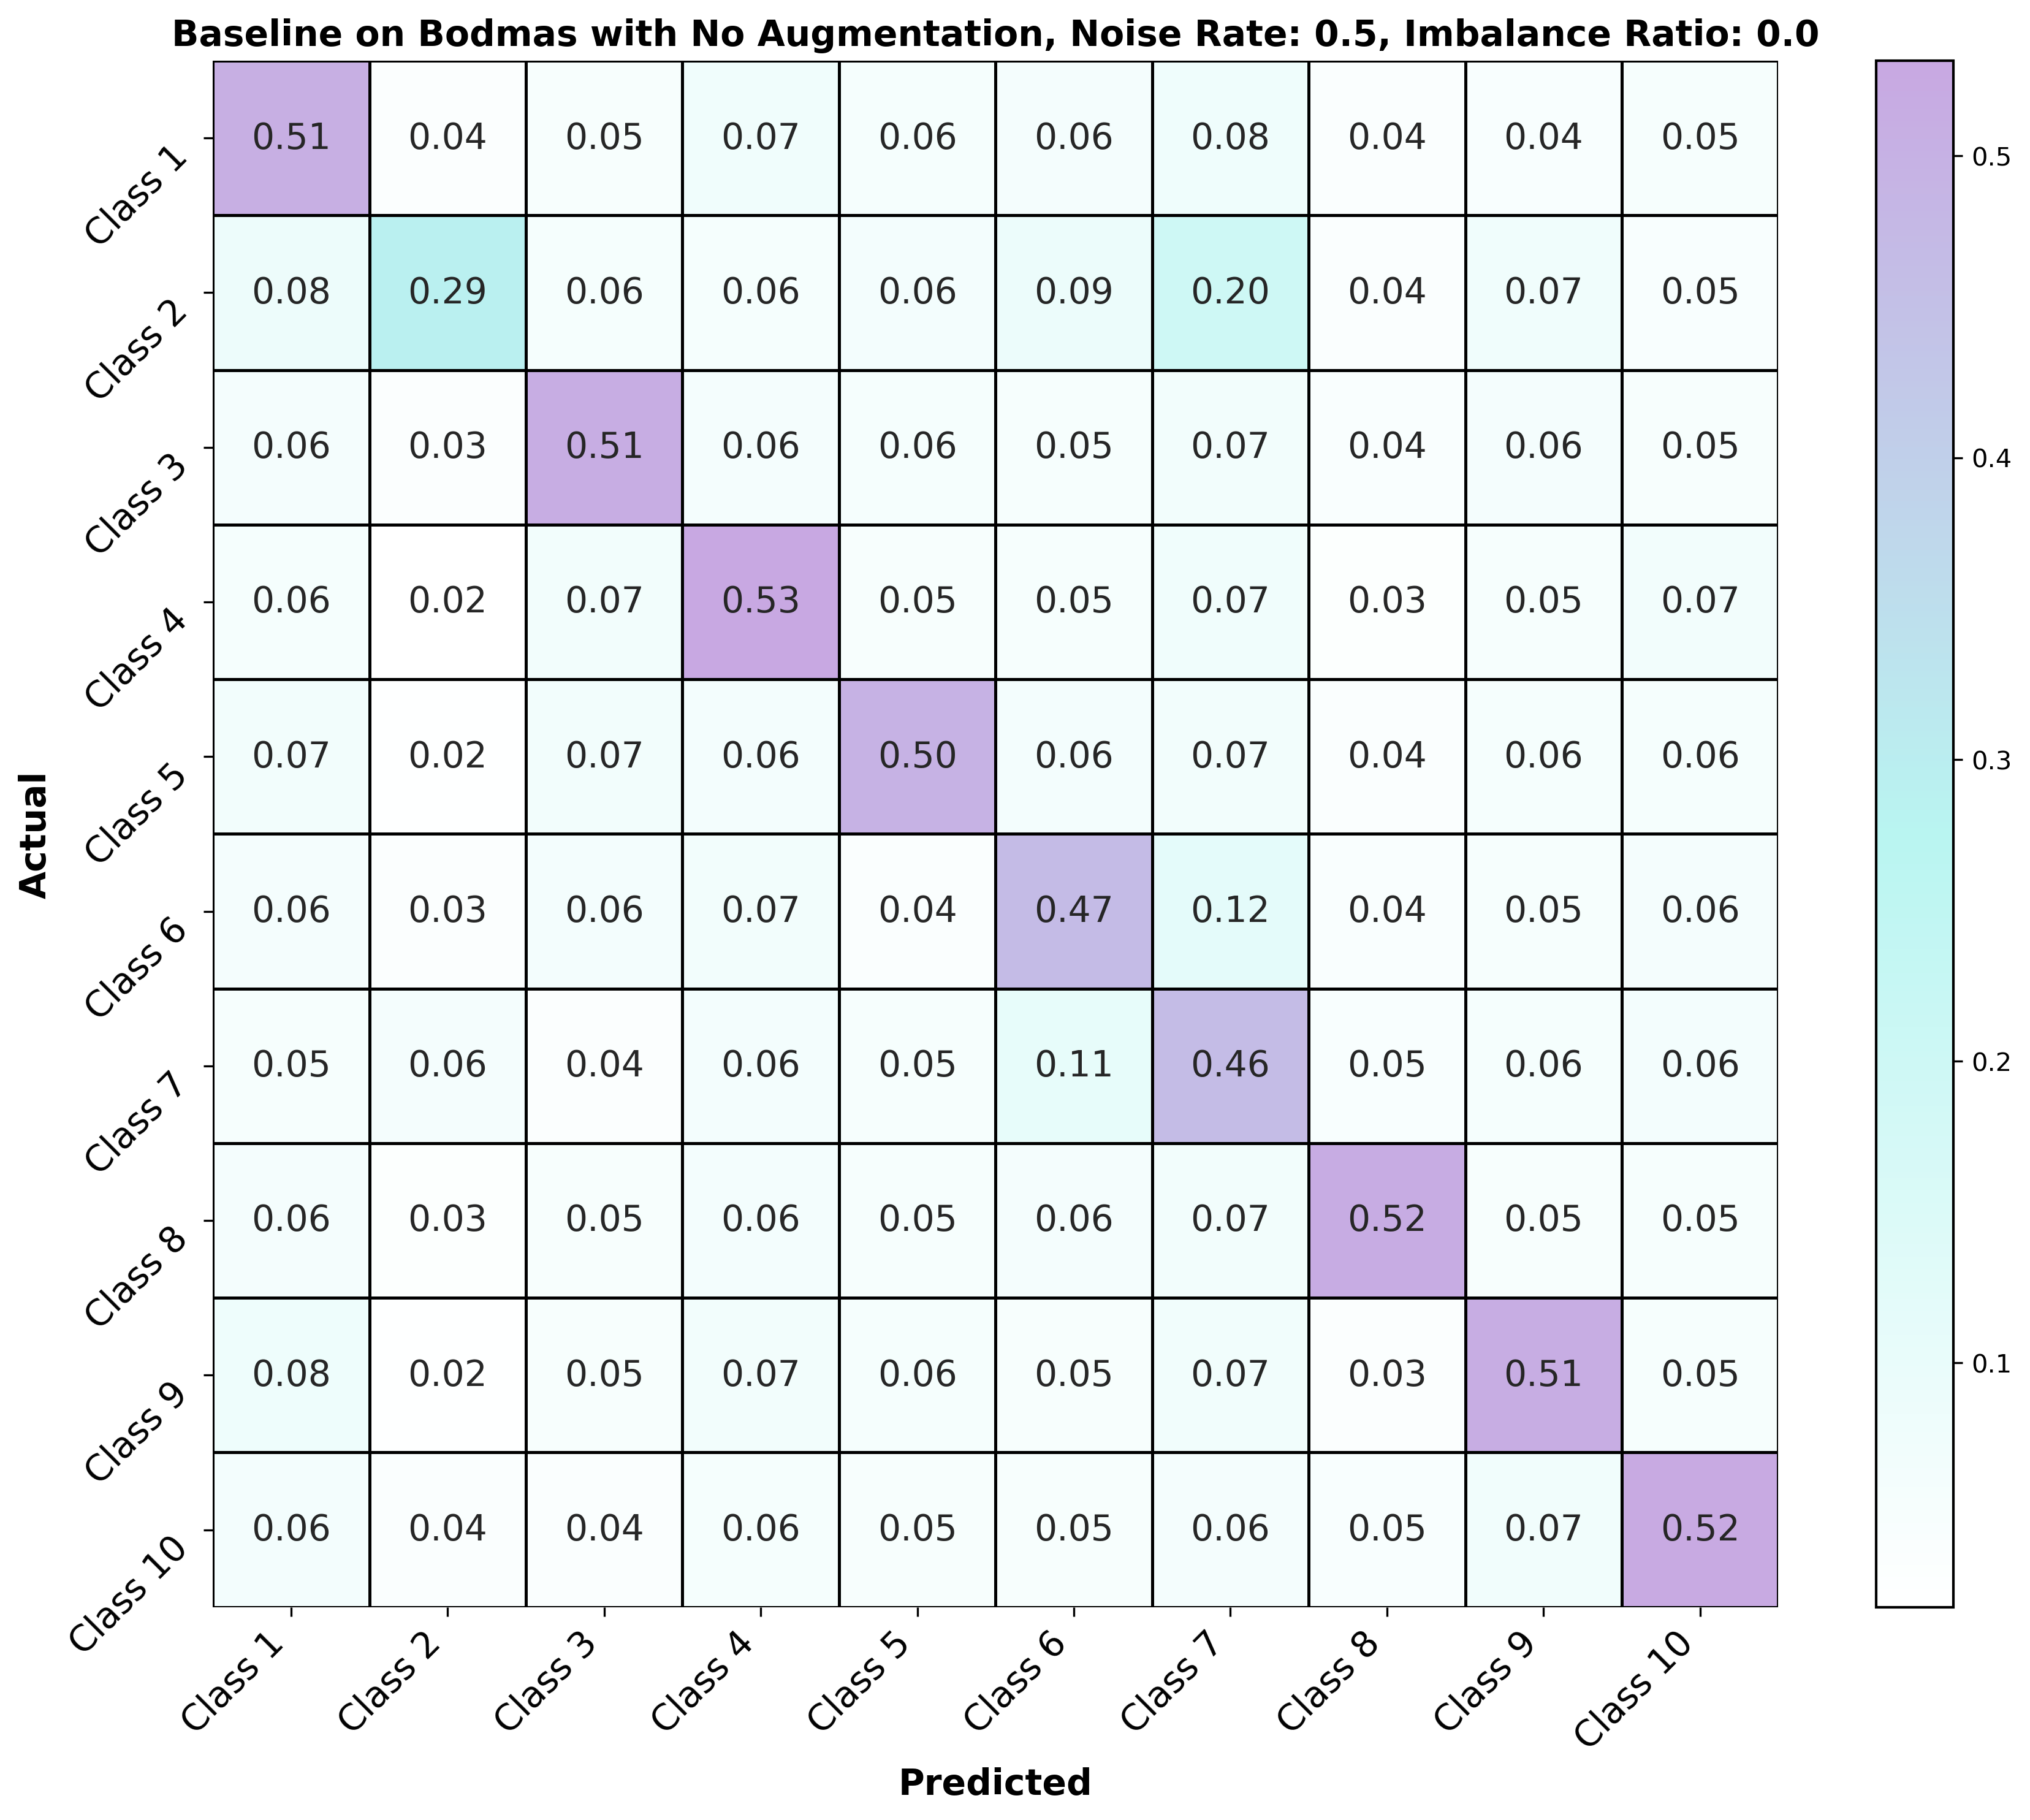 Baseline on Bodmas with No Augmentation, Noise Rate: 0.5, Imbalance Ratio: 0.0
Actual
Class 1 0.51 0.04 0.05 0.07 0.06 0.06 0.08 0.04 0.04 0.05
Class 2 0.08 0.29 0.06 0.06 0.06 0.09 0.20 0.04 0.07 0.05
Class 3 0.06 0.03 0.51 0.06 0.06 0.05 0.07 0.04 0.06 0.05
Class 4 0.06 0.02 0.07 0.53 0.05 0.05 0.07 0.03 0.05 0.07
Class 5 0.07 0.02 0.07 0.06 0.50 0.06 0.07 0.04 0.06 0.06
Class 6 0.06 0.03 0.06 0.07 0.04 0.47 0.12 0.04 0.05 0.06
Class 7 0.05 0.06 0.04 0.06 0.05 0.11 0.46 0.05 0.06 0.06
Class 8 0.06 0.03 0.05 0.06 0.05 0.06 0.07 0.52 0.05 0.05
Class 9 0.08 0.02 0.05 0.07 0.06 0.05 0.07 0.03 0.51 0.05
Class 10 0.06 0.04 0.04 0.06 0.05 0.05 0.06 0.05 0.07 0.52
Class 1 Class 2 Class 3 Class 4 Class 5 Class 6 Class 7 Class 8 Class 9 Class 10
Predicted
0.5
0.4
0.3
0.2
0.1